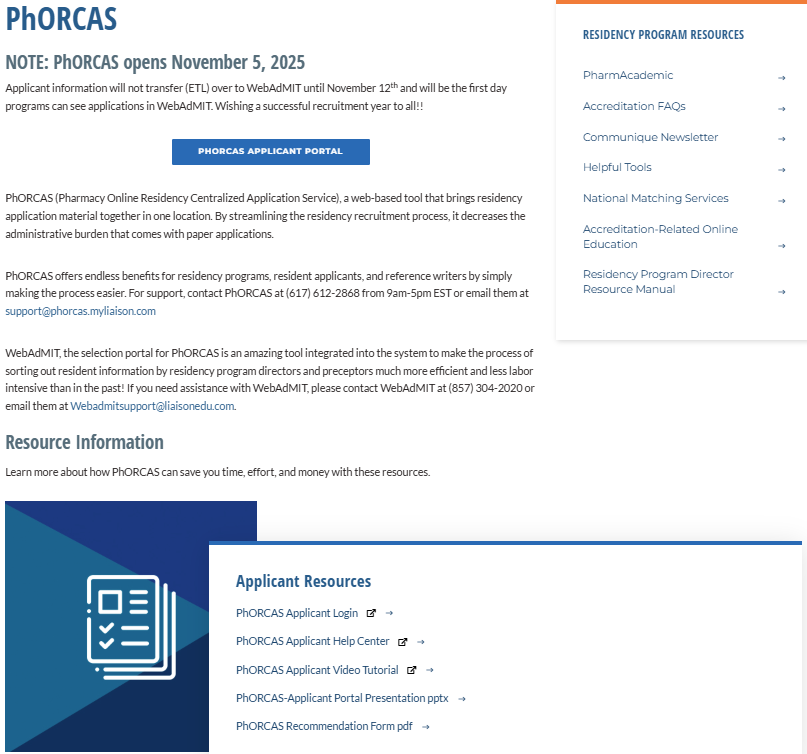 PhORCAS
NOTE: PhORCAS opens November 5, 2025
Applicant information will not transfer (ETL) over to WebAdMIT until November 12th and will be the first day
programs can see applications in WebAdMIT. Wishing a successful recruitment year to all!!
PHORCAS APPLICANT PORTAL
PhORCAS (Pharmacy Online Residency Centralized Application Service), a web-based tool that brings residency
application material together in one location. By streamlining the residency recruitment process, it decreases the
administrative burden that comes with paper applications.
PhORCAS offers endless benefits for residency programs, resident applicants, and reference writers by simply
making the process easier. For support, contact PhORCAS at (617) 612-2868 from 9am-5pm EST or email them at
support@phorcas.myliaison.com
WebAdMIT, the selection portal for PhORCAS is an amazing tool integrated into the system to make the process of
sorting out resident information by residency program directors and preceptors much more efficient and less labor
intensive than in the past! If you need assistance with WebAdMIT, please contact WebAdMIT at (857) 304-2020 or
email them at Webadmitsupport@liaisonedu.com.
Resource Information
Learn more about how PhORCAS can save you time, effort, and money with these resources.
Applicant Resources
PhORCAS Applicant Login
PhORCAS Applicant Help Center
PhORCAS Applicant Video Tutorial
PhORCAS-Applicant Portal Presentation pptx
PhORCAS Recommendation Form pdf
RESIDENCY PROGRAM RESOURCES
PharmAcademic
Accreditation FAQs
Communique Newsletter
Helpful Tools
National Matching Services
Accreditation-Related Online
Education
Residency Program Director
Resource Manual